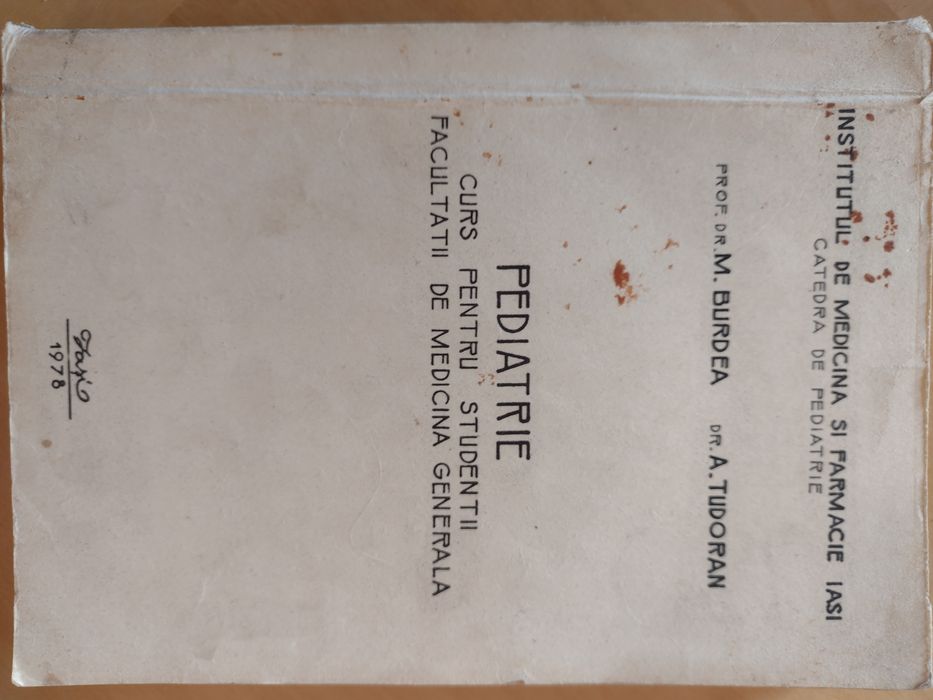 INSTITUTUL DE MEDICINA SI FARMACIE IASI
CATEDRA DE PEDIATRIE
PROF. DR. M. BURDEA DR. A. TUDORAN
PEDIATRIE
CURS PENTRU STUDENTII
FACULTATII DE MEDICINA GENERALA
Iași
1978